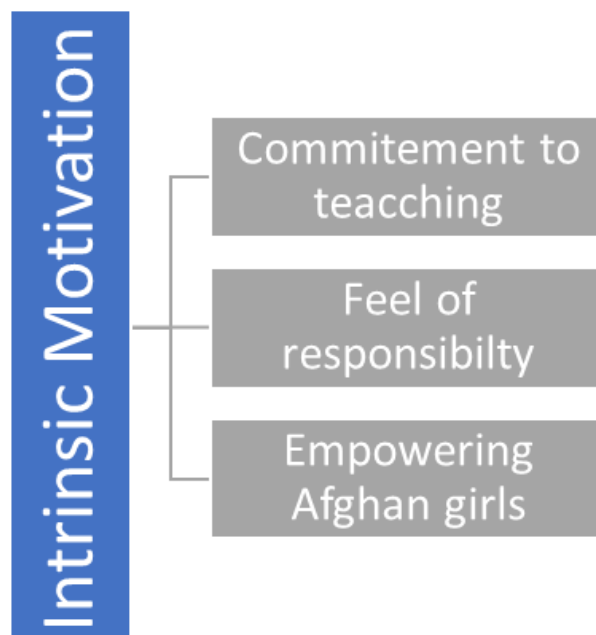 Intrinsic Motivation
Commitement to
teacching
Feel of
responsibilty
Empowering
Afghan girls